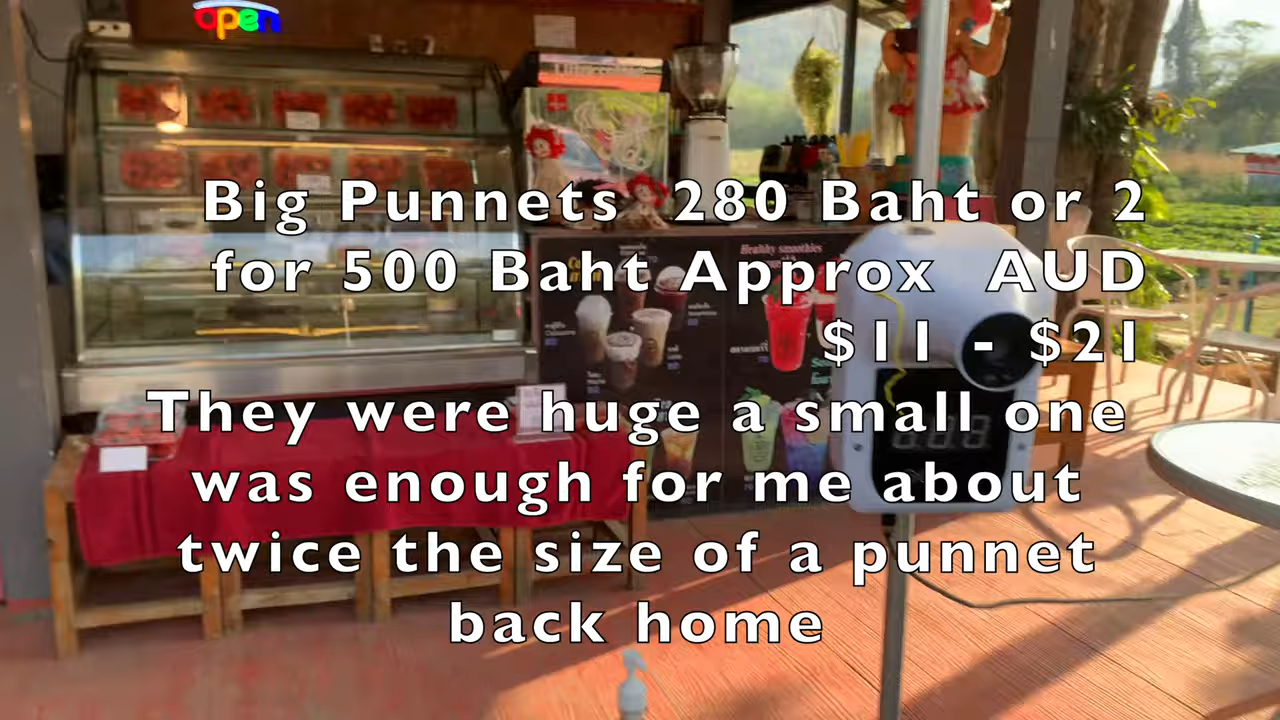 open
Big Punnets 280 Baht or 2
for 500 Baht Approx AUD
$11 - $21
They were huge a small one
was enough for me about
twice the size of a punnet
back home
Healthy smoothies